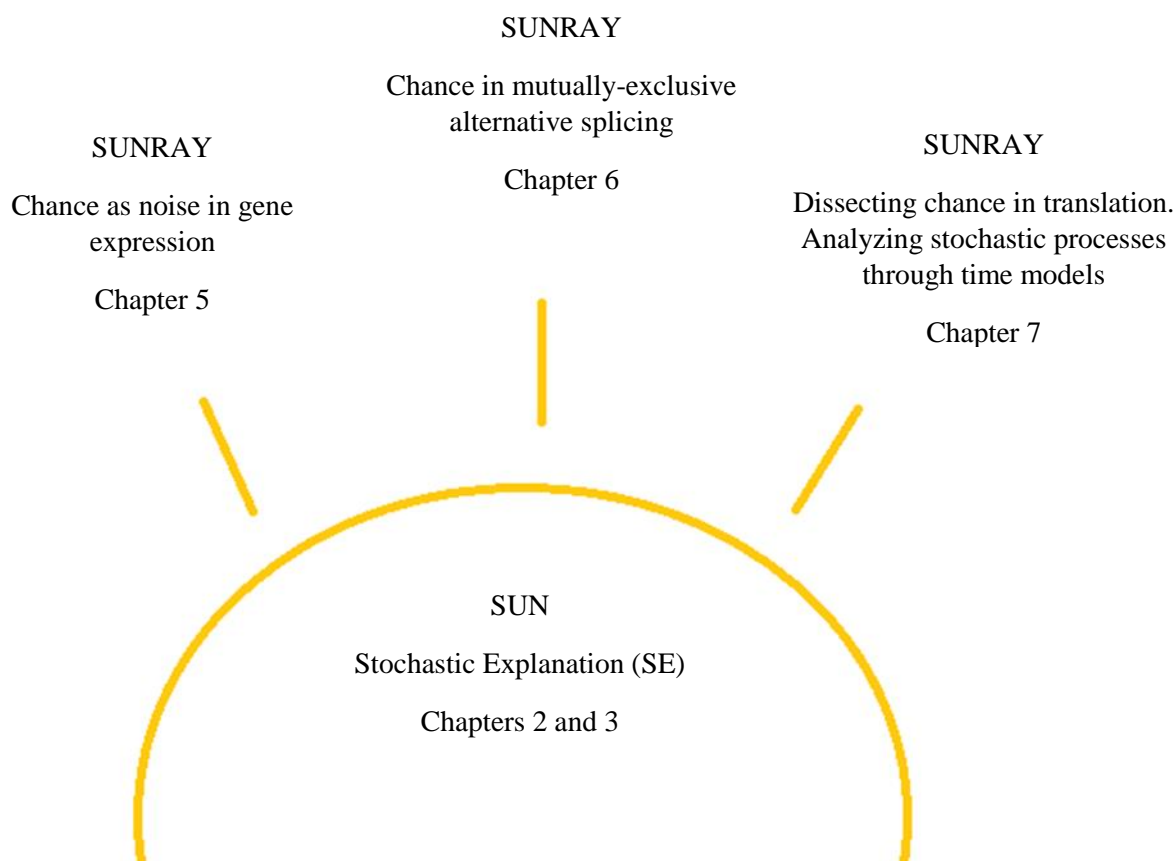 SUNRAY
Chance as noise in gene
expression
Chapter 5
SUNRAY
Chance in mutually-exclusive
alternative splicing
Chapter 6
SUNRAY
Dissecting chance in translation.
Analyzing stochastic processes
through time models
Chapter 7
SUN
Stochastic Explanation (SE)
Chapters 2 and 3